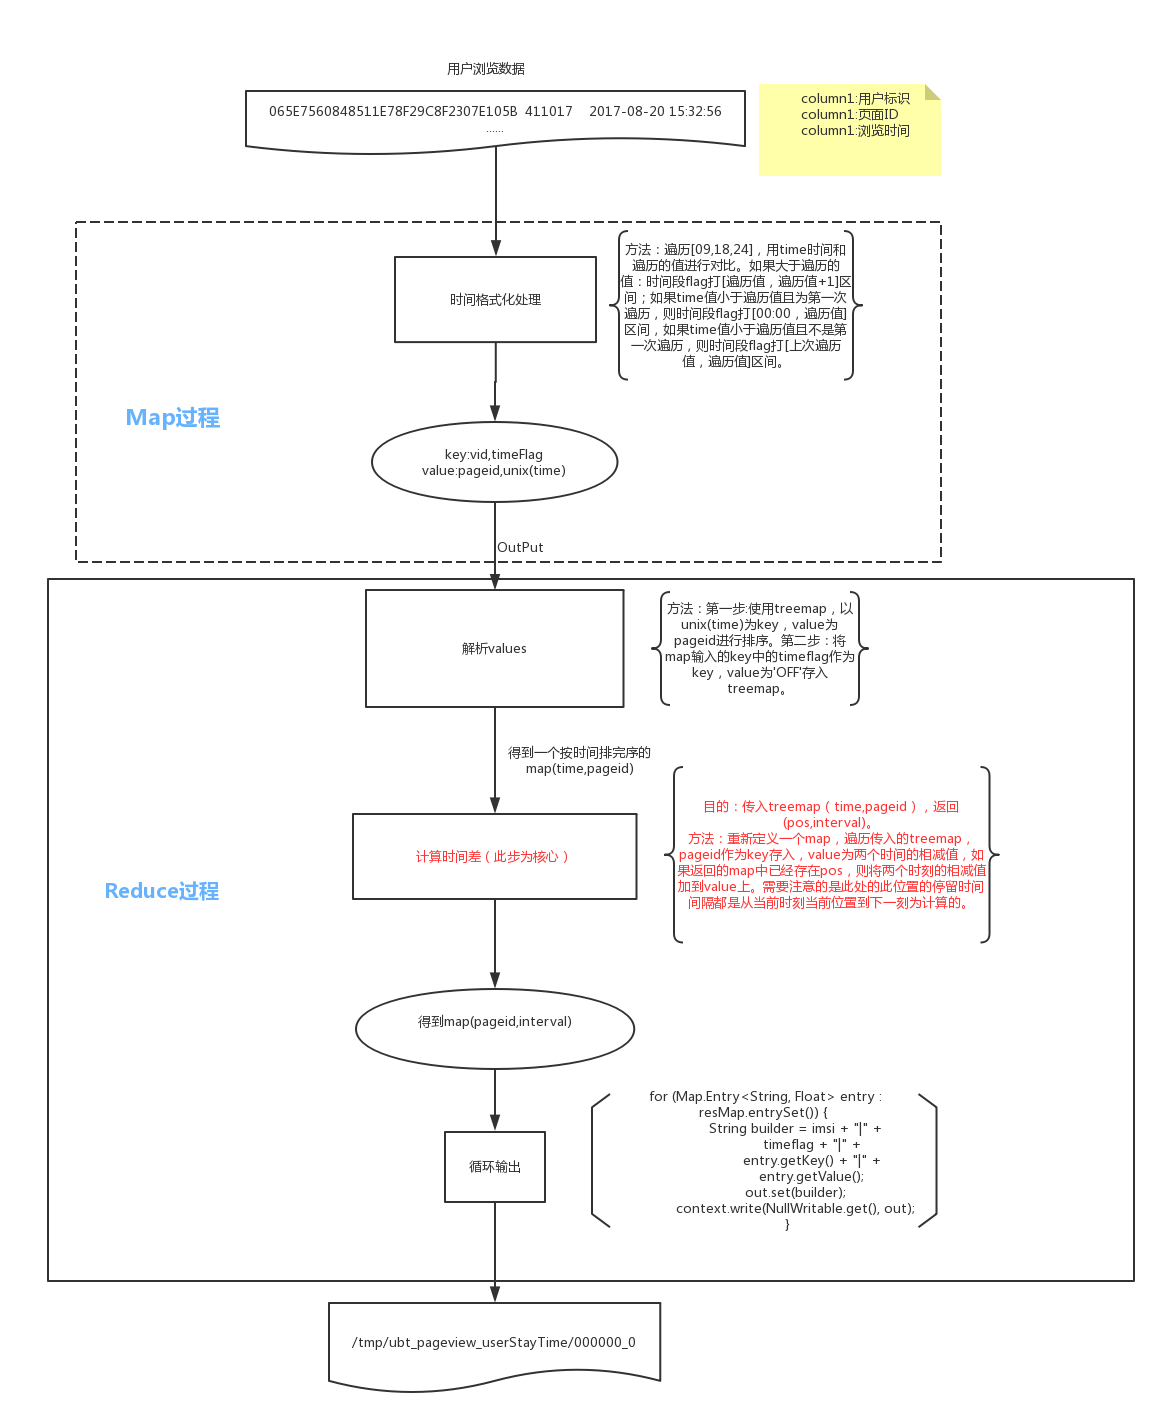 用户浏览数据
065E7560848511E78F29C8F2307E105B  411017    2017-08-20 15:32:56
......
column1:用户标识
column1:页面ID
column1:浏览时间
时间格式化处理
方法：遍历[09,18,24]，用time时间和
遍历的值进行对比。如果大于遍历的
值：时间段flag打[遍历值，遍历值+1]区
间；如果time值小于遍历值且为第一次
遍历，则时间段flag打[00:00，遍历值]
区间，如果time值小于遍历值且不是第
一次遍历，则时间段flag打[上次遍历
值，遍历值]区间。
Map过程
key:vid,timeFlag
value:pageid,unix(time)
OutPut
解析values
方法：第一步:使用treemap，以
unix(time)为key，value为
pageid进行排序。第二步：将
map输入的key中的timeflag作为
key，value为'OFF'存入
treemap。
得到一个按时间排完序的
map(time,pageid)
计算时间差（此步为核心）
目的：传入treemap（time,pageid），返回
(pos,interval)。
方法：重新定义一个map，遍历传入的treemap，
pageid作为key存入，value为两个时间的相减值，如
果返回的map中已经存在pos，则将两个时刻的相减值
加到value上。需要注意的是此处的此位置的停留时间
间隔都是从当前时刻当前位置到下一刻为计算的。
Reduce过程
得到map(pageid,interval)
循环输出
for (Map.Entry<String, Float> entry :
resMap.entrySet()) {
String builder = imsi + "|" +
timeflag + "|" +
entry.getKey() + "|" +
entry.getValue();
out.set(builder);
context.write(NullWritable.get(), out);
}
/tmp/ubt_pageview_userStayTime/000000_0